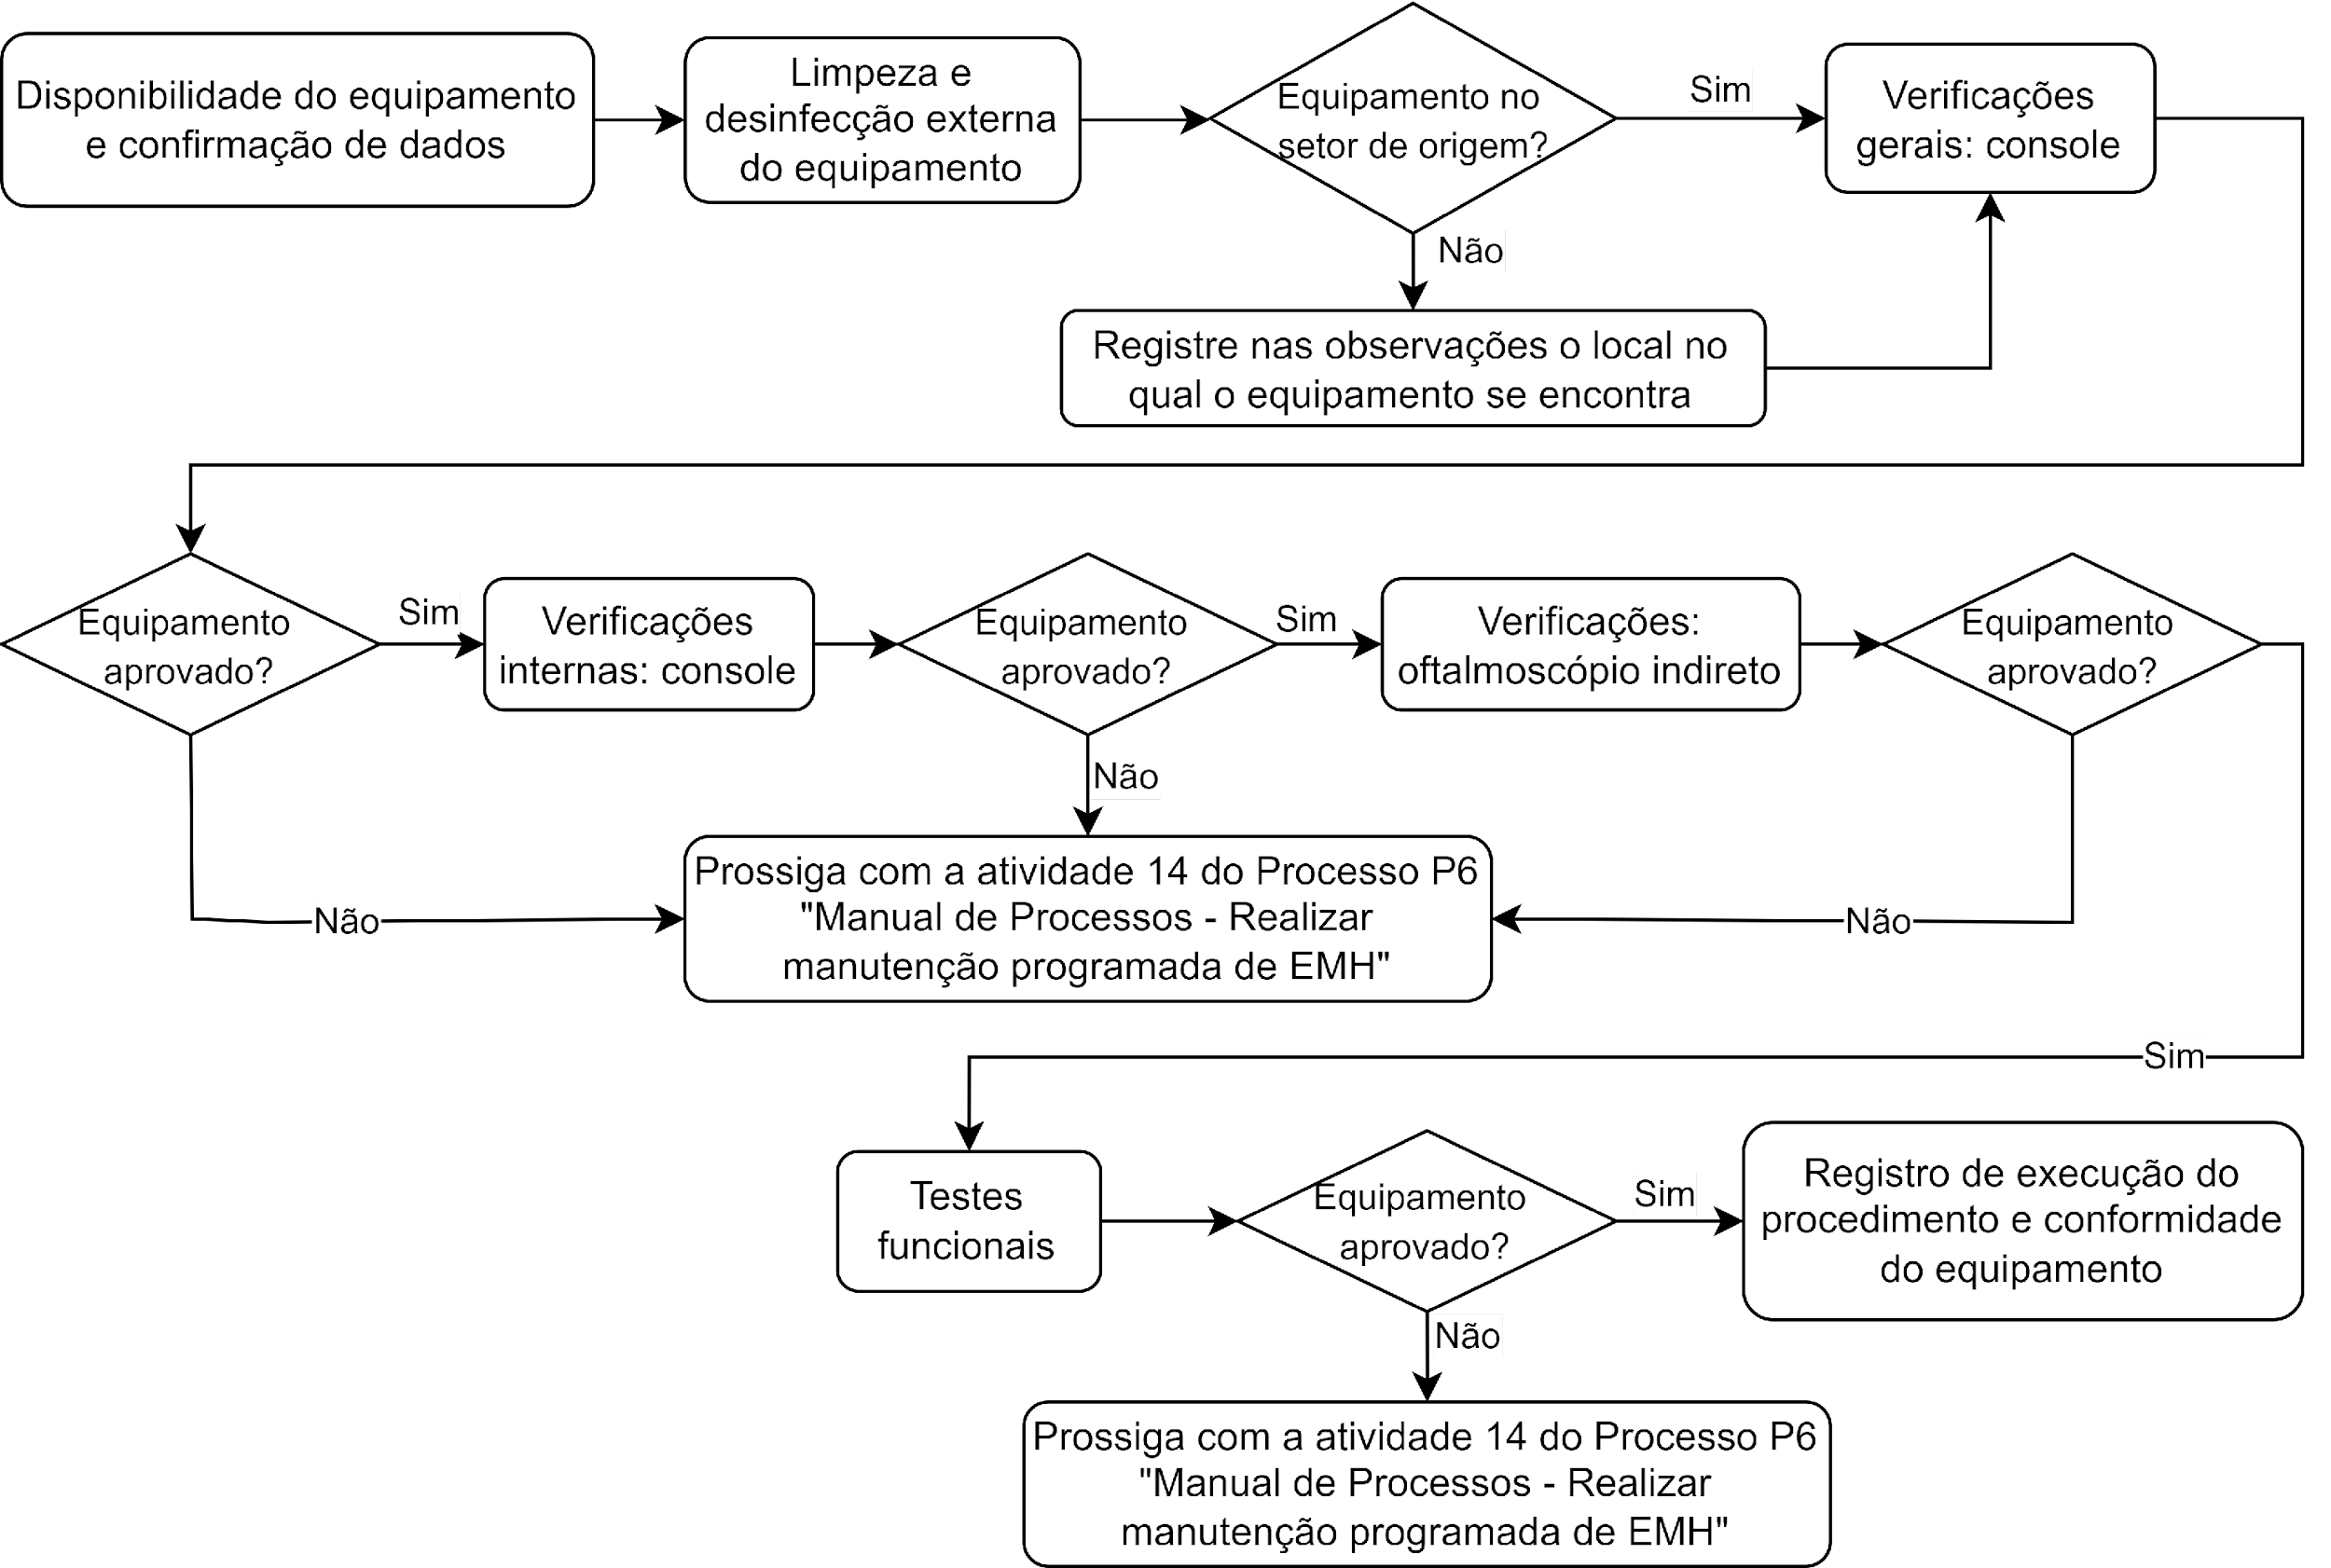 Disponibilidade do equipamento
e confirmação de dados
Limpeza e
desinfecção externa
do equipamento
Equipamento no
setor de origem?
Sim
Verificações
gerais: console
Não
Registre nas observações o local no
qual o equipamento se encontra
Equipamento
aprovado?
Sim
Verificações
internas: console
Equipamento
aprovado?
Sim
Verificações:
oftalmoscópio indireto
Equipamento
aprovado?
Não
Não
Não
Prossiga com a atividade 14 do Processo P6
"Manual de Processos - Realizar
manutenção programada de EMH"
Sim
Testes
funcionais
Equipamento
aprovado?
Sim
Registro de execução do
procedimento e conformidade
do equipamento
Não
Prossiga com a atividade 14 do Processo P6
"Manual de Processos - Realizar
manutenção programada de EMH"